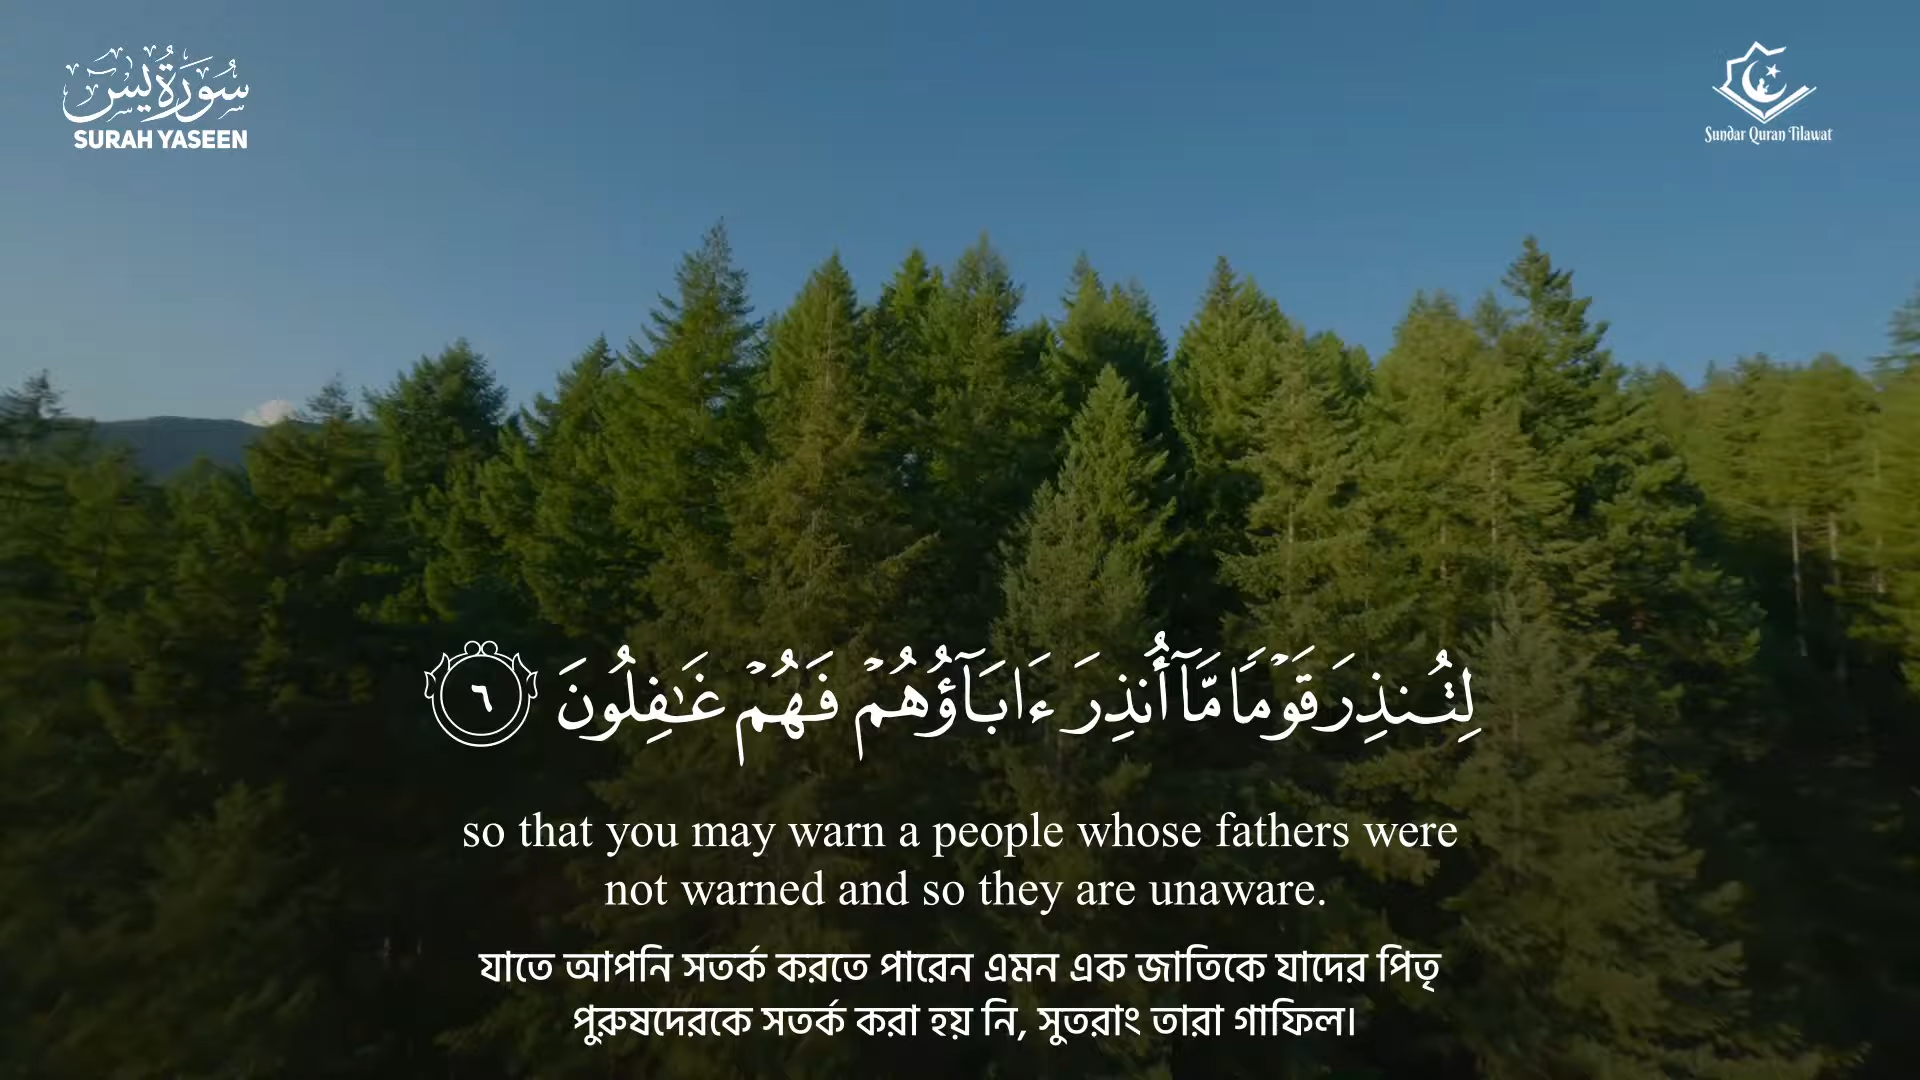 سُورَةُ يسٓ
SURAH YASEEN
Sundar Quran Tilawat
لِتُنذِرَ قَوۡمًا مَّآ أُنذِرَ ءَابَآؤُهُمۡ فَهُمۡ غَٰفِلُونَ ٦
so that you may warn a people whose fathers were
not warned and so they are unaware.
যাতে আপনি সতর্ক করতে পারেন এমন এক জাতিকে যাদের পিতৃ
পুরুষদেরকে সতর্ক করা হয় নি, সুতরাং তারা গাফিল।